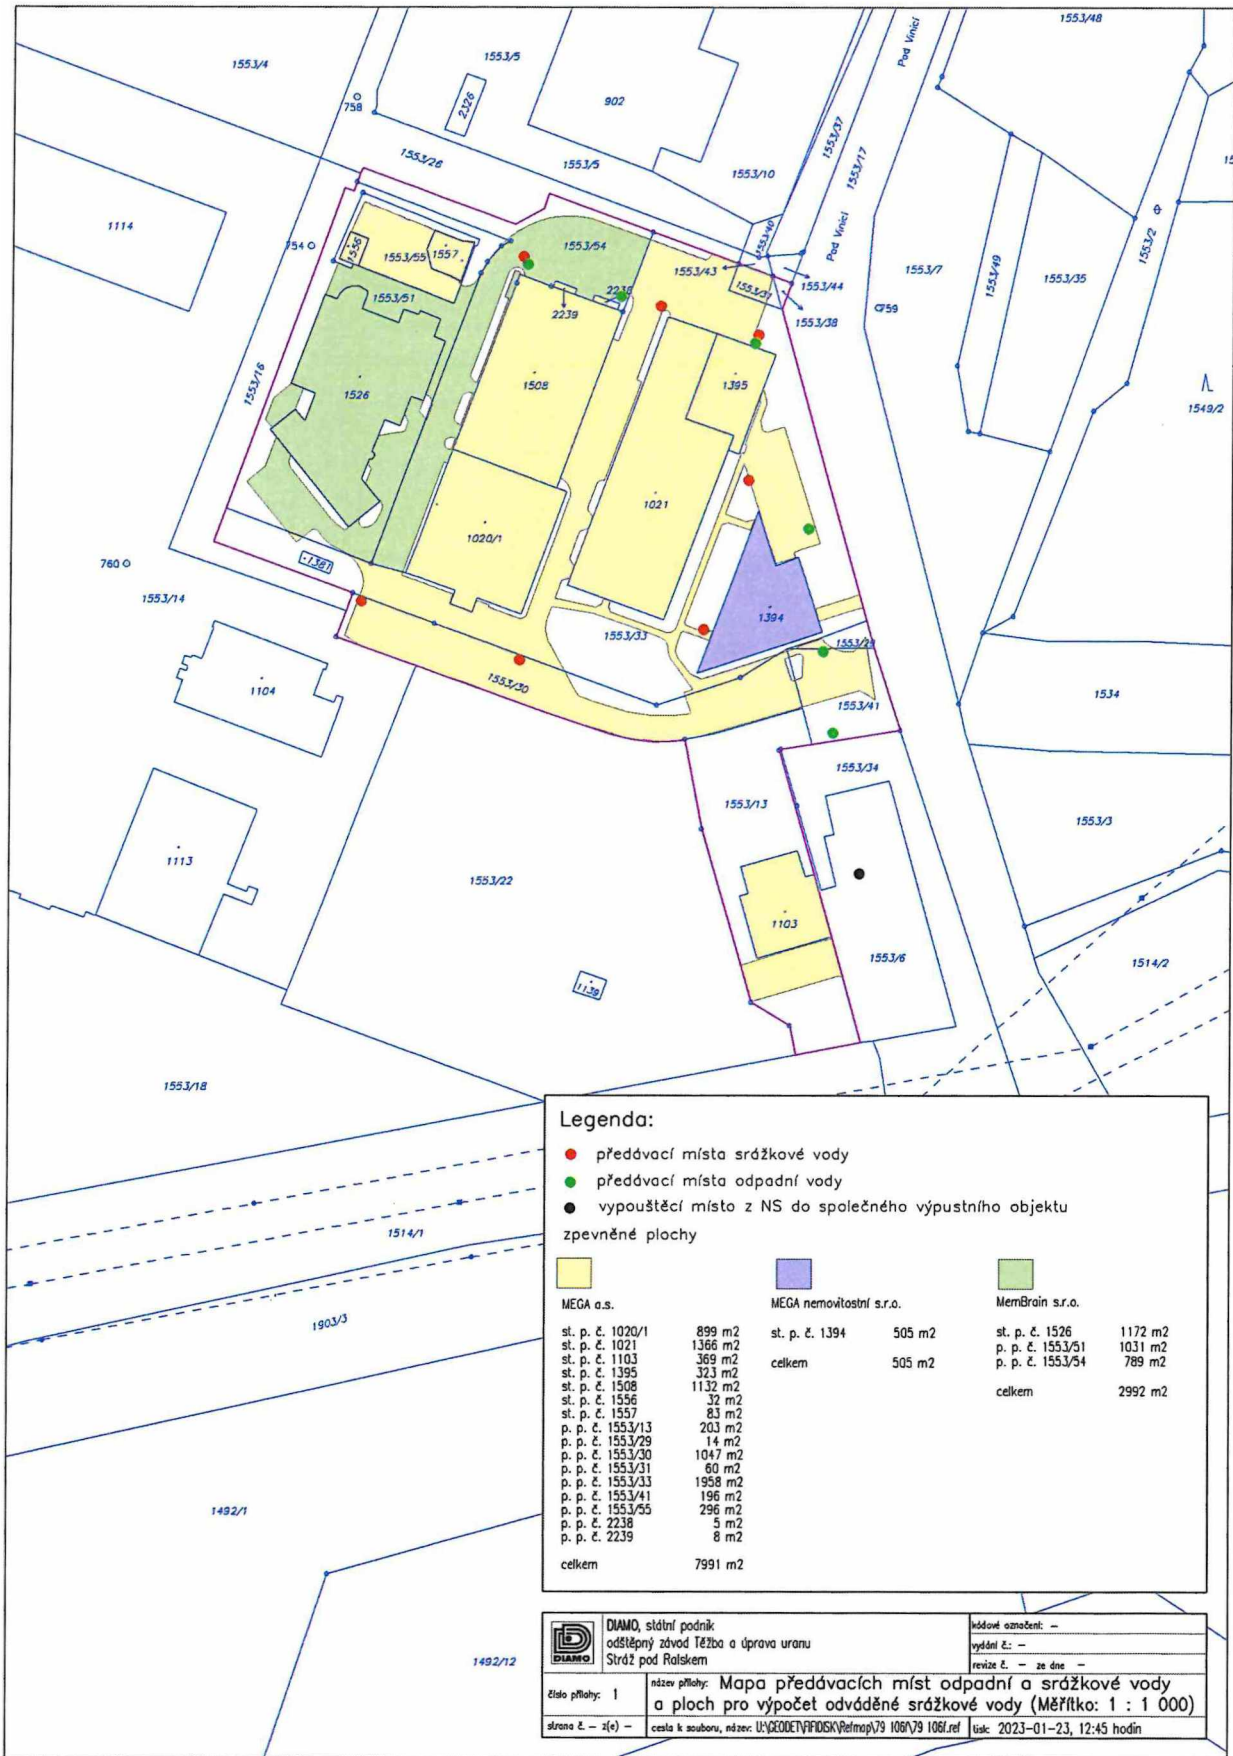 1553/48
1553/4
1553/5
Pod Vinicí
758
2326
902
1553/37
1553/26
1553/5
1553/10
1553/17
1114
1553/40
1553/2
754
1556
1553/55
1557
1553/54
Pod Vinicí
1553/7
1553/49
1553/35
1553/43
1553/44
1553/31
1553/51
2238
2239
1553/38
759
1553/16
1508
1395
1526
1549/2
1021
1020/1
760
1381
1553/14
1553/33
1394
1553/29
1104
1553/30
1553/41
1534
1553/34
1553/13
1553/3
1113
1553/22
1103
1553/6
1514/2
1139
1553/18
1514/1
1903/3
1492/1
1492/12
Legenda:
předávací místa srážkové vody
předávací místa odpadní vody
vypouštěcí místo z NS do společného výpustního objektu
zpevněné plochy
MEGA a.s.
st. p. č. 1020/1 899 m2
st. p. č. 1021 1366 m2
st. p. č. 1103 369 m2
st. p. č. 1395 323 m2
st. p. č. 1508 1132 m2
st. p. č. 1556 32 m2
st. p. č. 1557 83 m2
p. p. č. 1553/13 203 m2
p. p. č. 1553/29 14 m2
p. p. č. 1553/30 1047 m2
p. p. č. 1553/31 60 m2
p. p. č. 1553/33 1958 m2
p. p. č. 1553/41 196 m2
p. p. č. 1553/55 296 m2
p. p. č. 2238 5 m2
p. p. č. 2239 8 m2
celkem 7991 m2
MEGA nemovitostní s.r.o.
st. p. č. 1394 505 m2
celkem 505 m2
MemBrain s.r.o.
st. p. č. 1526 1172 m2
p. p. č. 1553/51 1031 m2
p. p. č. 1553/54 789 m2
celkem 2992 m2
DIAMO
DIAMO, státní podnik
odštěpný závod Těžba a úprava uranu
Stráž pod Ralskem
kódové označení: –
vydání č.: –
revize č. – ze dne –
číslo přílohy: 1
název přílohy: Mapa předávacích míst odpadní a srážkové vody
a ploch pro výpočet odváděné srážkové vody (Měřítko: 1 : 1 000)
strana č. – z(e) –
cesta k souboru, název: U:\GEODET\FIFIDISK\Refmap\79 106f\79 106f.ref
tisk: 2023-01-23, 12:45 hodin